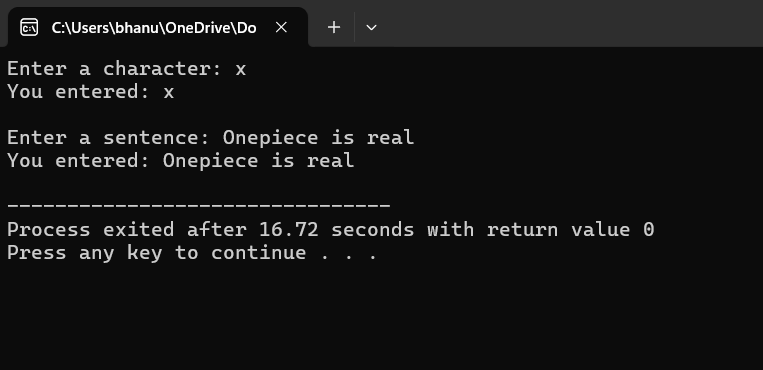 C:\Users\bhanu\OneDrive\Do
Enter a character: x
You entered: x
Enter a sentence: Onepiece is real
You entered: Onepiece is real
--------------------------------
Process exited after 16.72 seconds with return value 0
Press any key to continue . . .